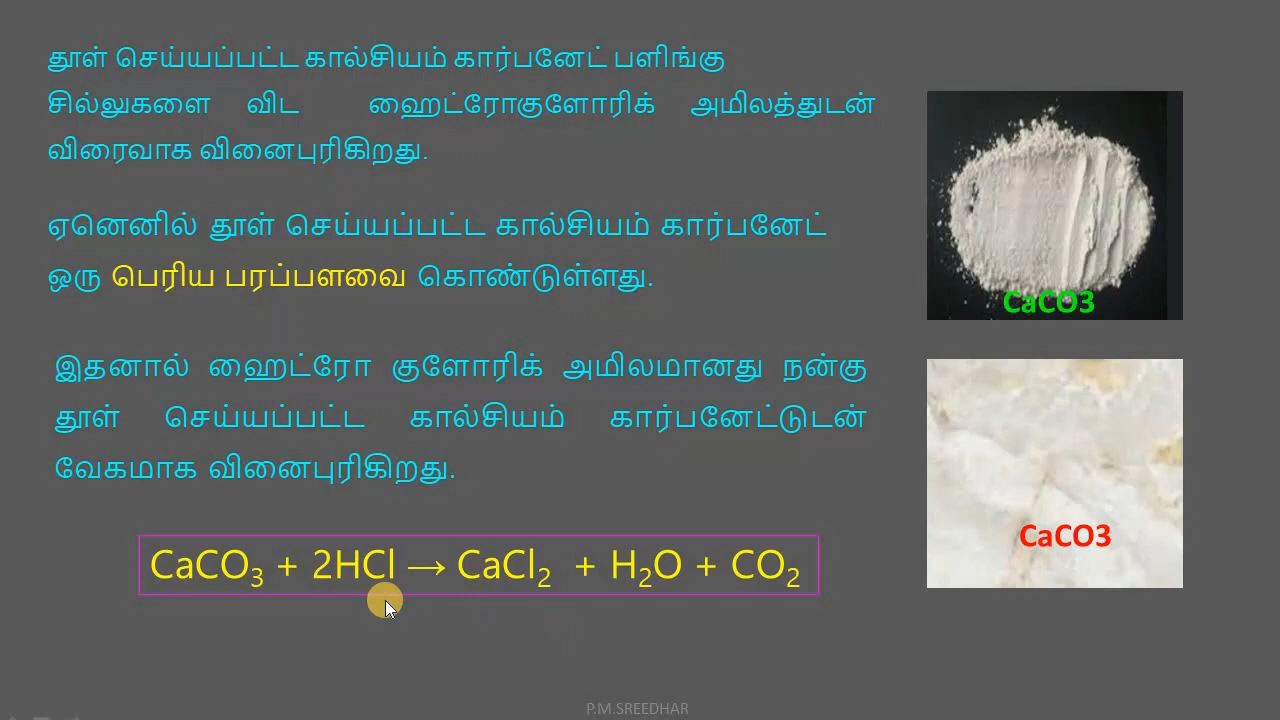 தூள் செய்யப்பட்ட கால்சியம் கார்பனேட் பளிங்கு
சில்லுகளை விட ஹைட்ரோகுளோரிக் அமிலத்துடன்
விரைவாக வினைபுரிகிறது.
ஏனெனில் தூள் செய்யப்பட்ட கால்சியம் கார்பனேட்
ஒரு பெரிய பரப்பளவை கொண்டுள்ளது.
இதனால் ஹைட்ரோ குளோரிக் அமிலமானது நன்கு
தூள் செய்யப்பட்ட கால்சியம் கார்பனேட்டுடன்
வேகமாக வினைபுரிகிறது.
CaCO₃ + 2HCl → CaCl₂ + H₂O + CO₂
CaCO3
CaCO3
P.M.SREEDHAR